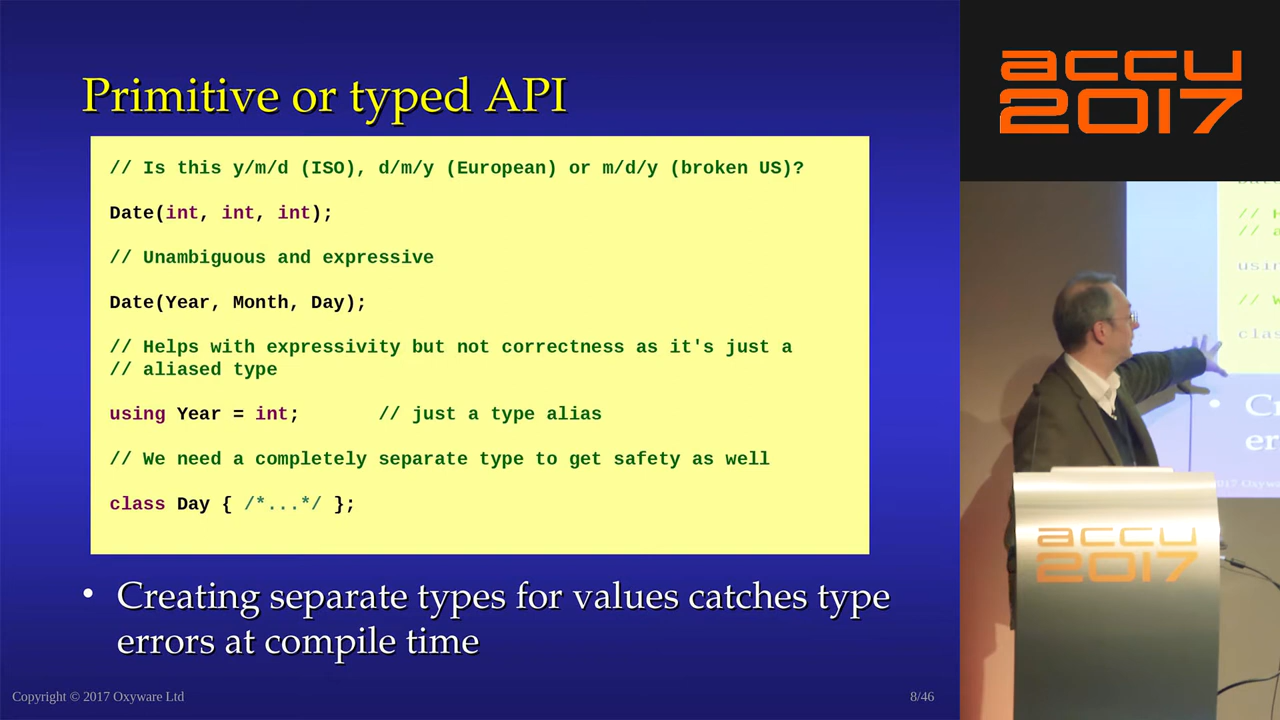 Primitive or typed API
// Is this y/m/d (ISO), d/m/y (European) or m/d/y (broken US)?
Date(int, int, int);
// Unambiguous and expressive
Date(Year, Month, Day);
// Helps with expressivity but not correctness as it's just a
// aliased type
using Year = int;       // just a type alias
// We need a completely separate type to get safety as well
class Day { /*...*/ };
• Creating separate types for values catches type
errors at compile time
Copyright © 2017 Oxyware Ltd
8/46
accu
2017
//
//
//
accu
2017